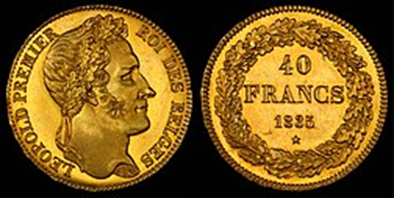 LEOPOLD PREMIER ROI DES BELGES
40
FRANCS
1835